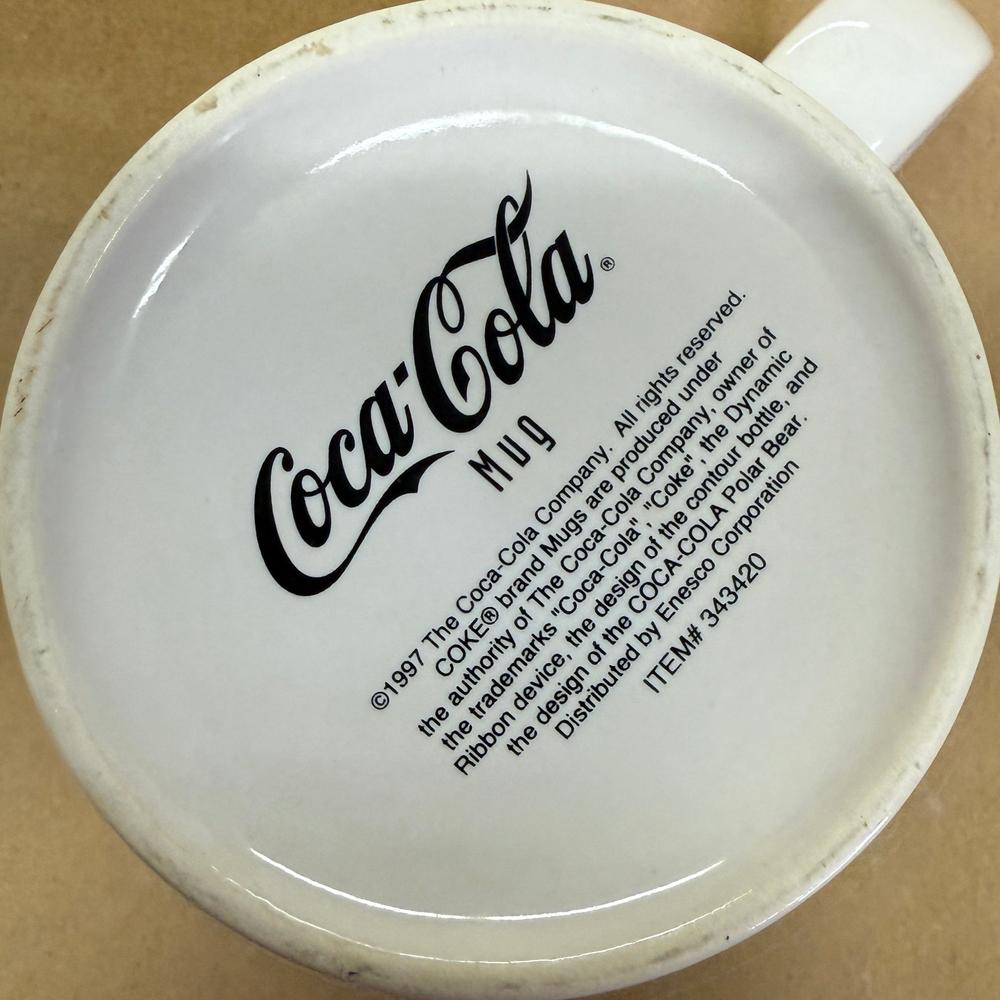 Coca-Cola®
Mug
©1997 The Coca-Cola Company. All rights reserved.
COKE® brand Mugs are produced under
the authority of The Coca-Cola Company, owner of
the trademarks "Coca-Cola", "Coke", the Dynamic
Ribbon device, the design of the contour bottle, and
the design of the COCA-COLA Polar Bear.
Distributed by Enesco Corporation
ITEM# 343420